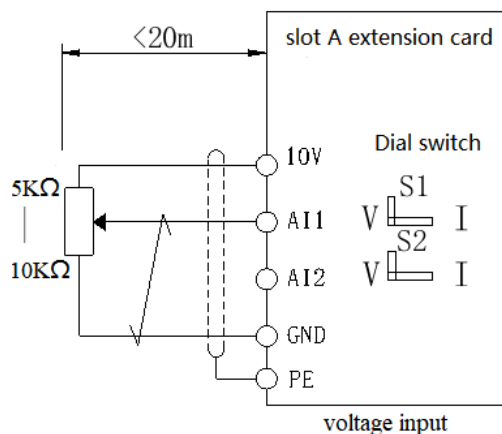 <20m
slot A extension card
Dial switch
10V
5KΩ
S1
AI1
V I
S2
10KΩ
AI2
V I
GND
PE
voltage input